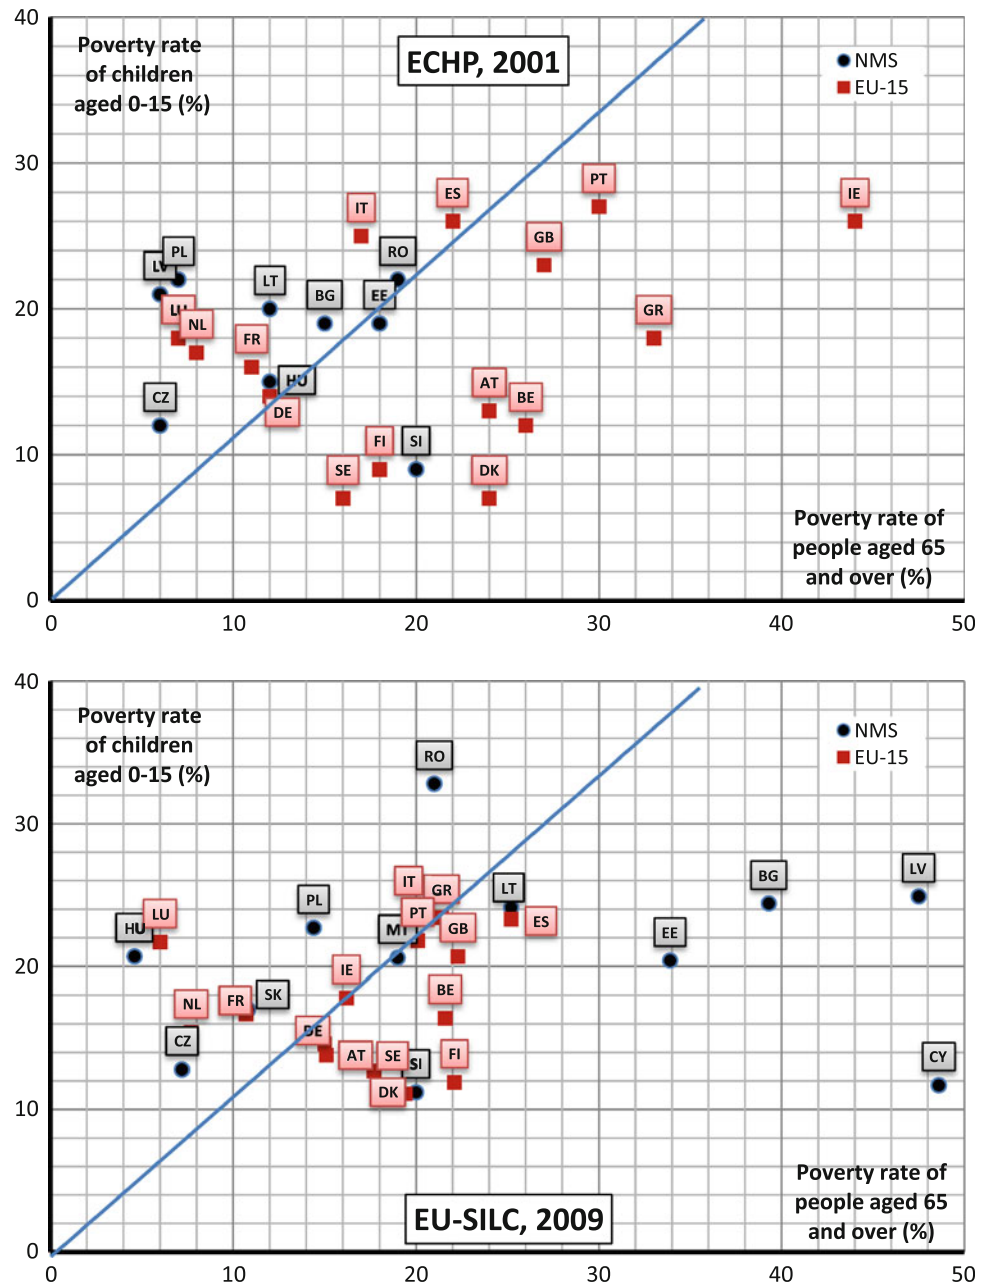 40
Poverty rate
of children
aged 0-15 (%)
ECHP, 2001
NMS
EU-15
30
PT
IE
ES
IT
GB
PL
LV
RO
LT
BG
EE
20
LU
NL
GR
FR
HU
AT
CZ
BE
DE
10
FI
SI
SE
DK
Poverty rate of
people aged 65
and over (%)
0
0 10 20 30 40 50
40
Poverty rate
of children
aged 0-15 (%)
NMS
EU-15
RO
30
IT
GR
LT
BG
LV
PL
PT
HU
LU
MT
GB
ES
EE
20
IE
BE
NL
FR
SK
DE
CZ
AT
SE
SI
FI
CY
DK
10
Poverty rate of
people aged 65
and over (%)
EU-SILC, 2009
0
0 10 20 30 40 50